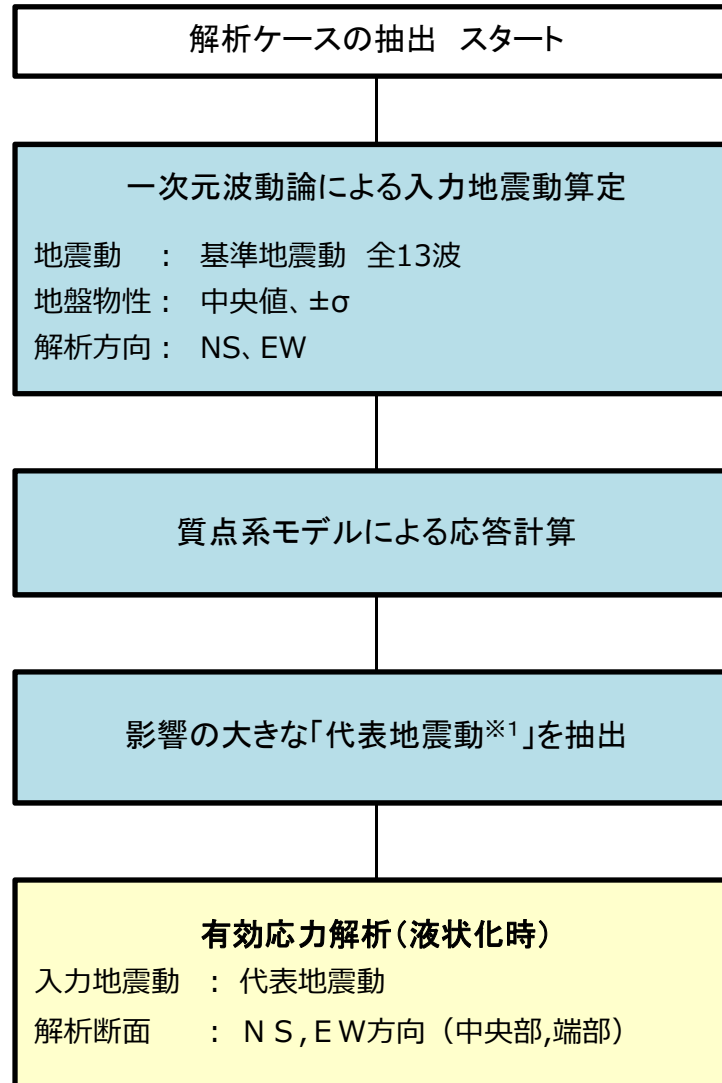 解析ケースの抽出 スタート
一次元波動論による入力地震動算定
地震動 : 基準地震動 全13波
地盤物性: 中央値、±σ
解析方向: NS、EW
質点系モデルによる応答計算
影響の大きな「代表地震動※1」を抽出
有効応力解析(液状化時)
入力地震動 : 代表地震動
解析断面 : NS,EW方向(中央部,端部)